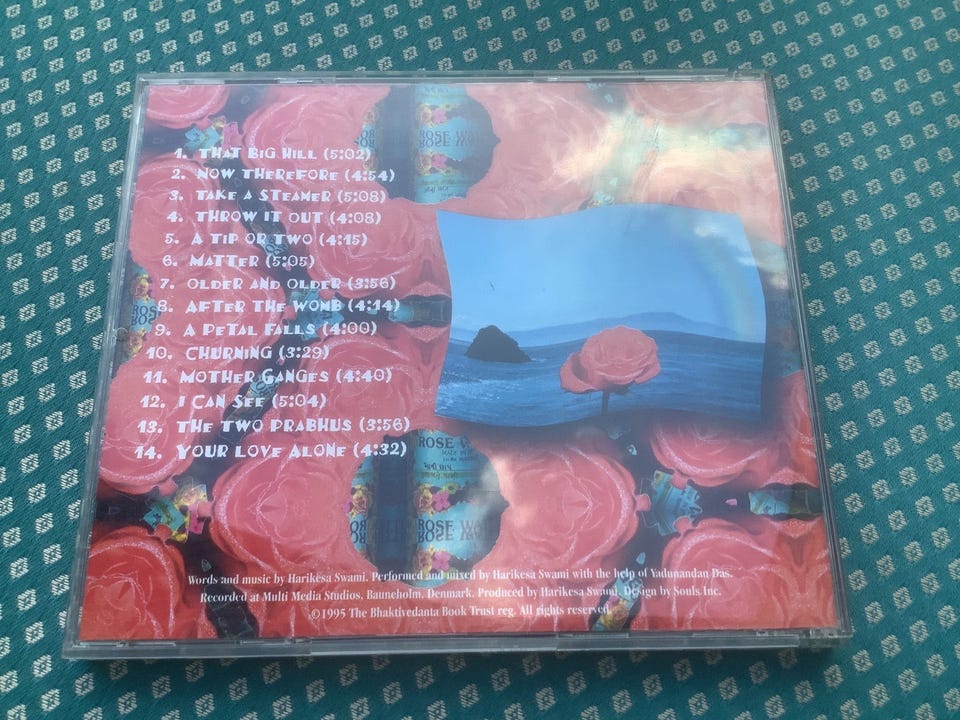 1. THAT BIG HILL (5:02)
2. NOW THEREFORE (4:54)
3. TAKE A STEAMER (5:08)
4. THROW IT OUT (4:08)
5. A TIP OR TWO (4:15)
6. MATTER (5:05)
7. OLDER AND OLDER (3:56)
8. AFTER THE WOMB (4:14)
9. A PETAL FALLS (4:00)
10. CHURNING (3:29)
11. MOTHER GANGES (4:40)
12. I CAN SEE (5:04)
13. THE TWO PRABHUS (3:56)
14. YOUR LOVE ALONE (4:32)
ROSE WA
ROSE W
ROSE WA
Words and music by Harikesa Swami. Performed and mixed by Harikesa Swami with the help of Yadunandan Das.
Recorded at Multi Media Studios, Bauneholm, Denmark. Produced by Harikesa Swami. Design by Souls Inc.
©1995 The Bhaktivedanta Book Trust reg. All rights reserved.